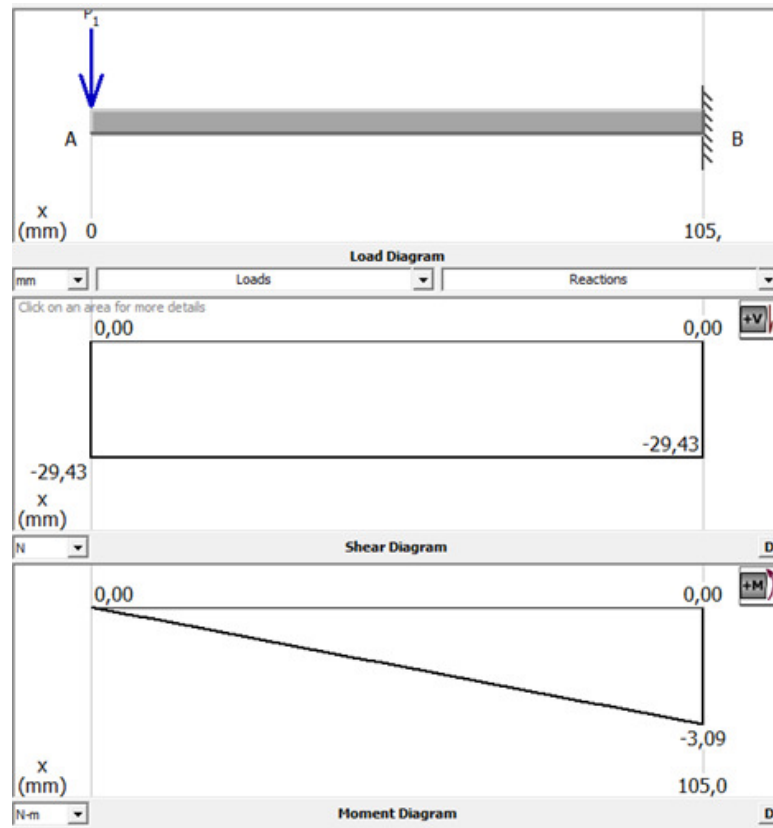 P1
A
B
x
(mm) 0 105,
Load Diagram
mm Loads Reactions
Click on an area for more details
0,00 0,00 +V
-29,43
-29,43
x
(mm)
N Shear Diagram D
0,00 0,00 +M
-3,09
x
(mm) 105,0
N-m Moment Diagram D